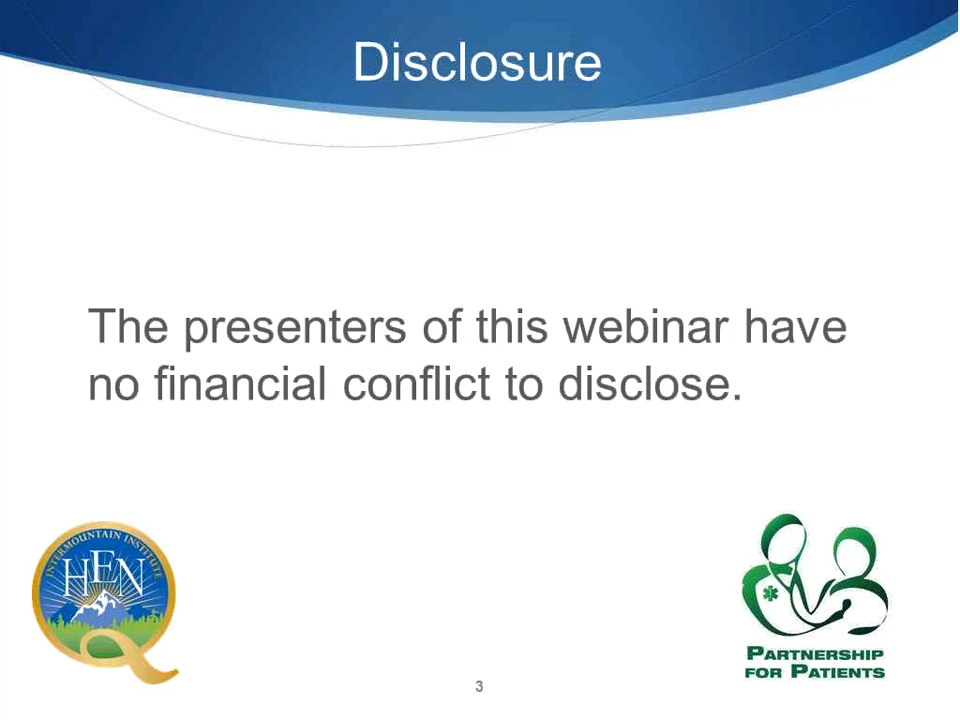 Disclosure
The presenters of this webinar have
no financial conflict to disclose.
INTERMOUNTAIN INSTITUTE
HEN
PARTNERSHIP
FOR PATIENTS
3